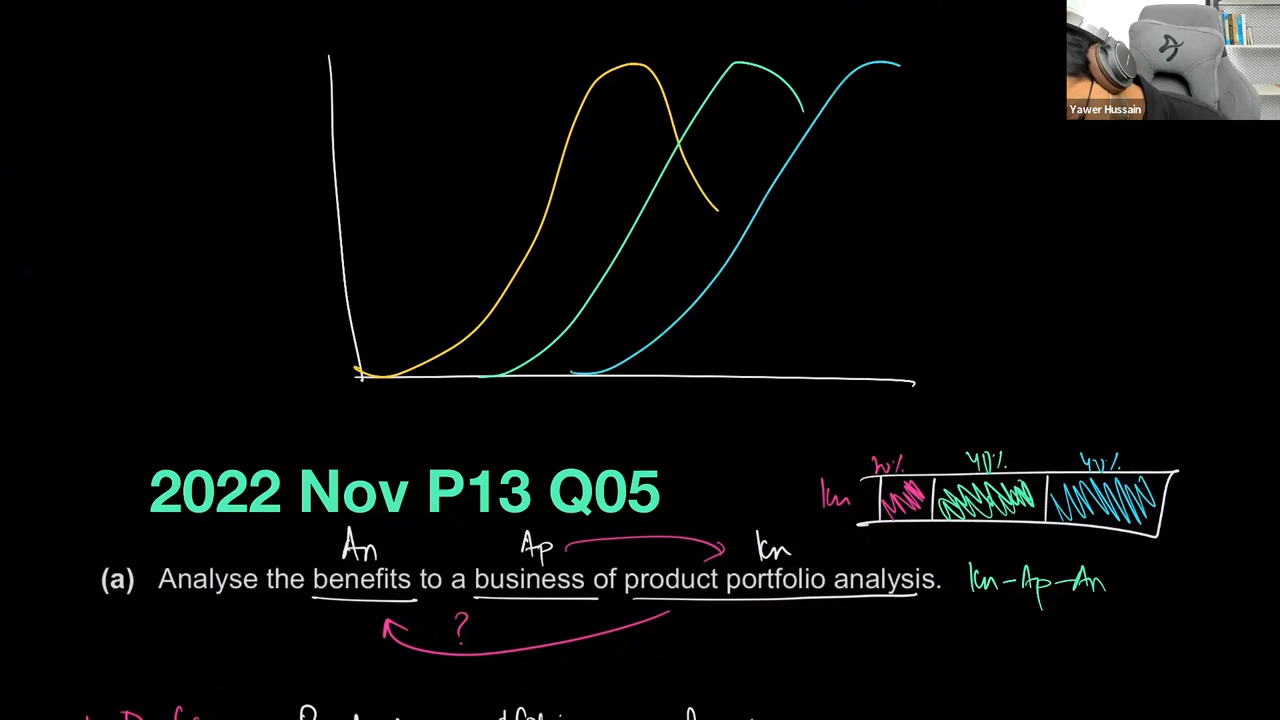 Yawer Hussain
20% 40% 40%
Kn
2022 Nov P13 Q05
An Ap Kn
(a) Analyse the benefits to a business of product portfolio analysis. Kn-Ap-An
?